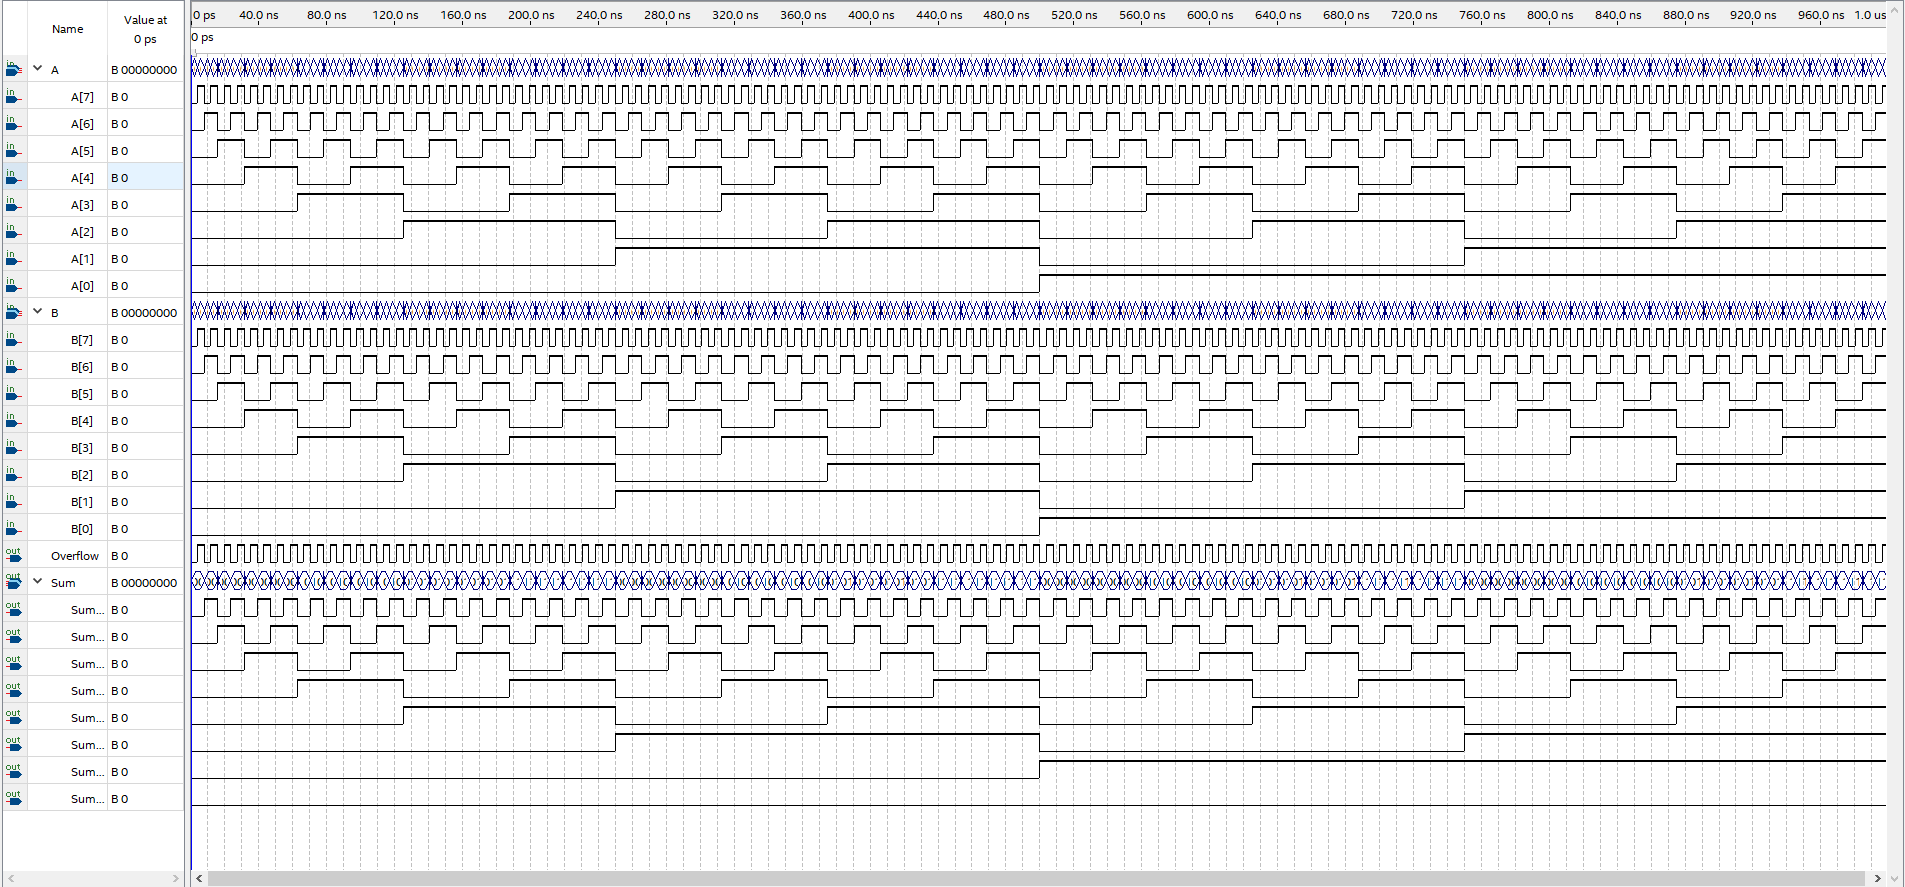 Name
Value at
0 ps
0 ps 40.0 ns 80.0 ns 120.0 ns 160.0 ns 200.0 ns 240.0 ns 280.0 ns 320.0 ns 360.0 ns 400.0 ns 440.0 ns 480.0 ns 520.0 ns 560.0 ns 600.0 ns 640.0 ns 680.0 ns 720.0 ns 760.0 ns 800.0 ns 840.0 ns 880.0 ns 920.0 ns 960.0 ns 1.0 us
0 ps
in A B 00000000
in A[7] B 0
in A[6] B 0
in A[5] B 0
in A[4] B 0
in A[3] B 0
in A[2] B 0
in A[1] B 0
in A[0] B 0
in B B 00000000
in B[7] B 0
in B[6] B 0
in B[5] B 0
in B[4] B 0
in B[3] B 0
in B[2] B 0
in B[1] B 0
in B[0] B 0
out Overflow B 0
out Sum B 00000000
out Sum... B 0
out Sum... B 0
out Sum... B 0
out Sum... B 0
out Sum... B 0
out Sum... B 0
out Sum... B 0
out Sum... B 0